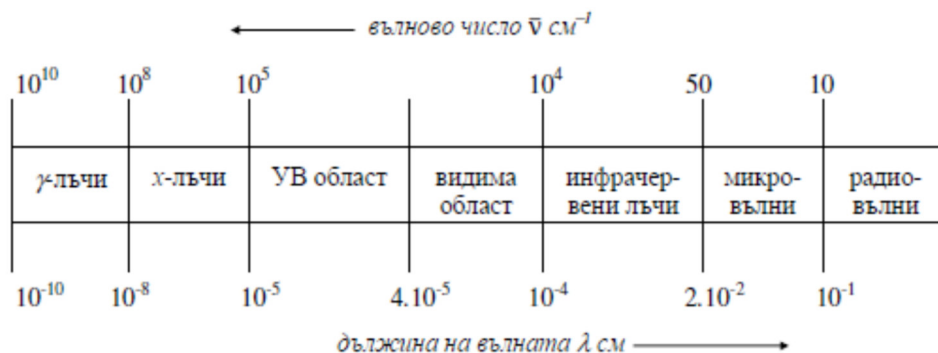 вълново число ν̄ см⁻¹
10¹⁰ 10⁸ 10⁵ 10⁴ 50 10
γ-лъчи x-лъчи УВ област видима област инфрачер-вени лъчи микро-вълни радио-вълни
10⁻¹⁰ 10⁻⁸ 10⁻⁵ 4.10⁻⁵ 10⁻⁴ 2.10⁻² 10⁻¹
дължина на вълната λ см